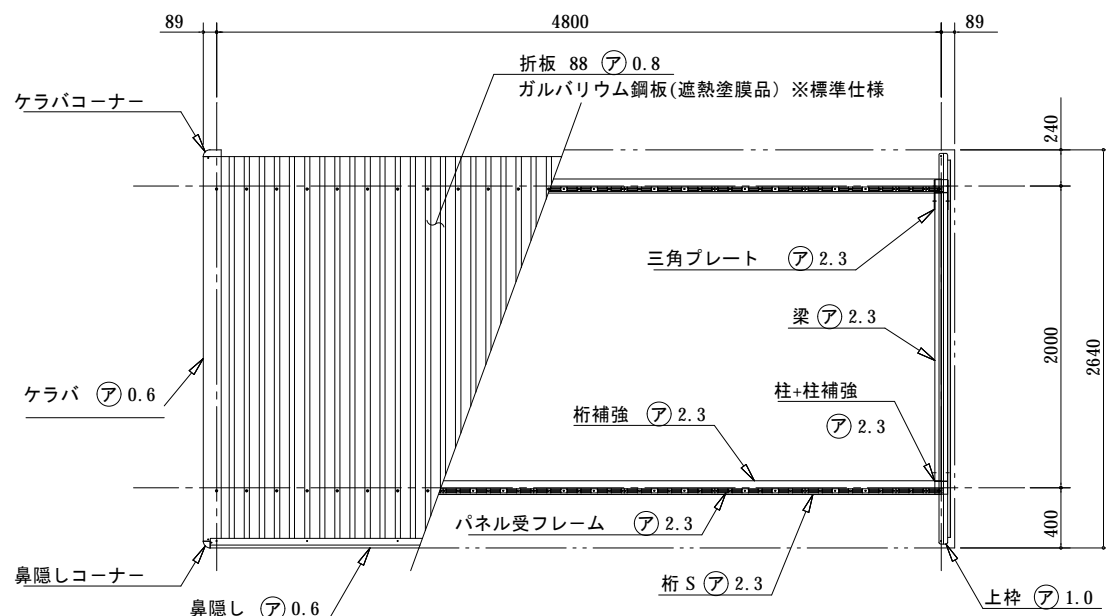 89
4800
89
折板 88 ㋐ 0.8
ガルバリウム鋼板(遮熱塗膜品) ※標準仕様
ケラバコーナー
240
三角プレート ㋐ 2.3
梁 ㋐ 2.3
2000
2640
ケラバ ㋐ 0.6
柱+柱補強
㋐ 2.3
桁補強 ㋐ 2.3
パネル受フレーム ㋐ 2.3
400
鼻隠しコーナー
桁 S ㋐ 2.3
上枠 ㋐ 1.0
鼻隠し ㋐ 0.6